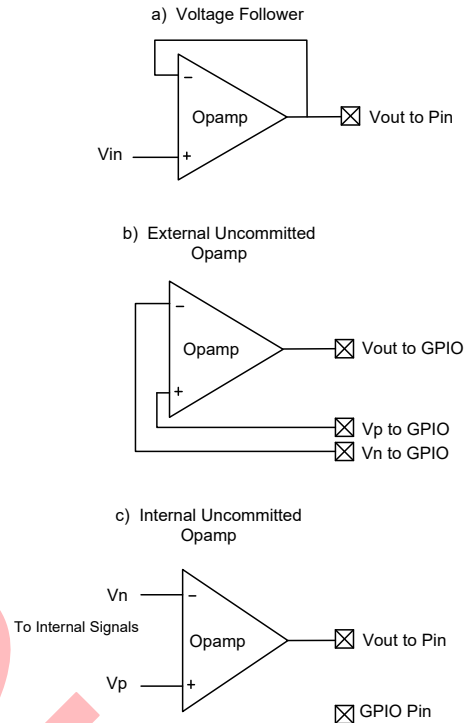 a) Voltage Follower
−
Opamp
Vout to Pin
Vin
+
b) External Uncommitted
Opamp
−
Opamp
Vout to GPIO
+
Vp to GPIO
Vn to GPIO
c) Internal Uncommitted
Opamp
Vn
−
To Internal Signals
Opamp
Vout to Pin
Vp
+
GPIO Pin